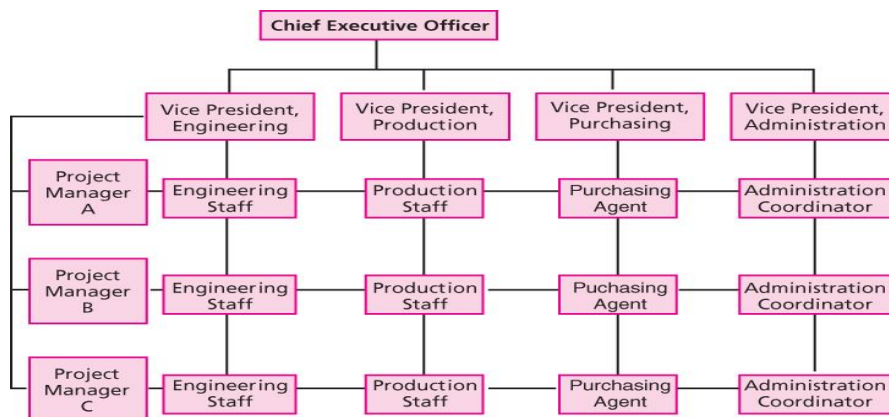 Chief Executive Officer
Vice President,
Engineering
Vice President,
Production
Vice President,
Purchasing
Vice President,
Administration
Project
Manager
A
Engineering
Staff
Production
Staff
Purchasing
Agent
Administration
Coordinator
Project
Manager
B
Engineering
Staff
Production
Staff
Puchasing
Agent
Administration
Coordinator
Project
Manager
C
Engineering
Staff
Production
Staff
Purchasing
Agent
Administration
Coordinator